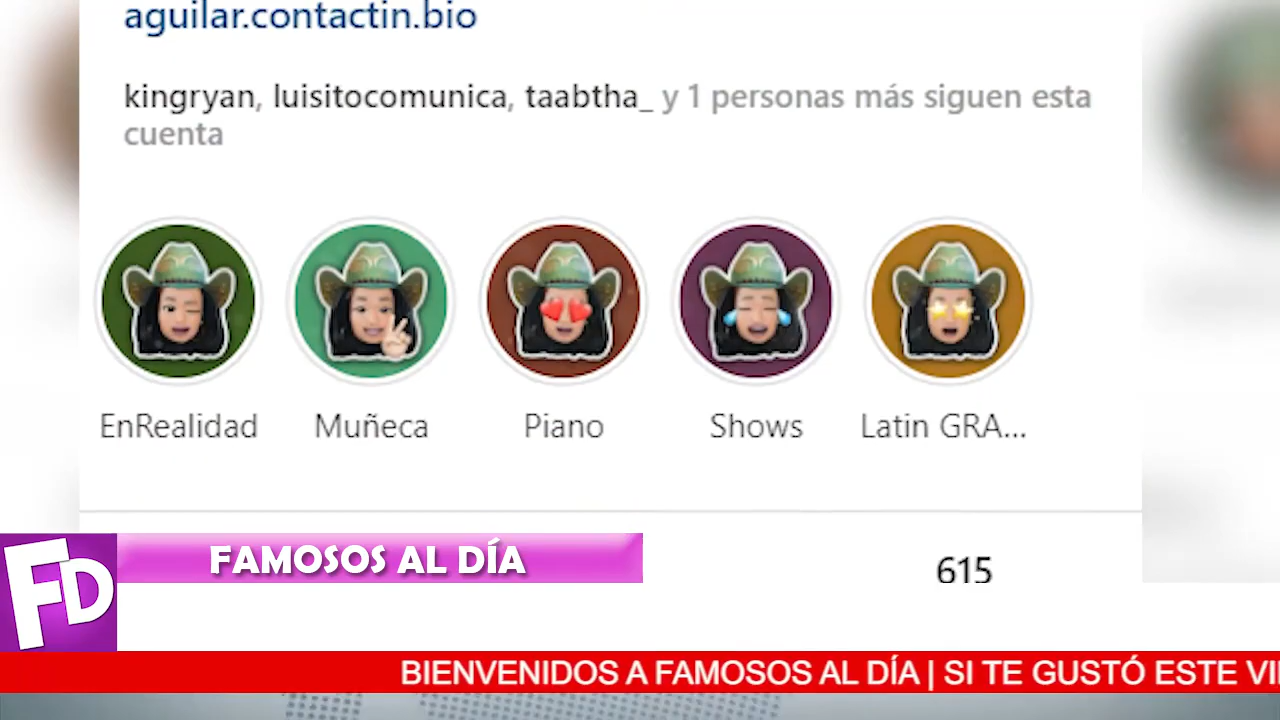 aguilar.contactin.bio
kingryan, luisitocomunica, taabtha_ y 1 personas más siguen esta
cuenta
EnRealidad
Muñeca
Piano
Shows
Latin GRA...
615
FD
FAMOSOS AL DÍA
BIENVENIDOS A FAMOSOS AL DÍA | SI TE GUSTÓ ESTE VI